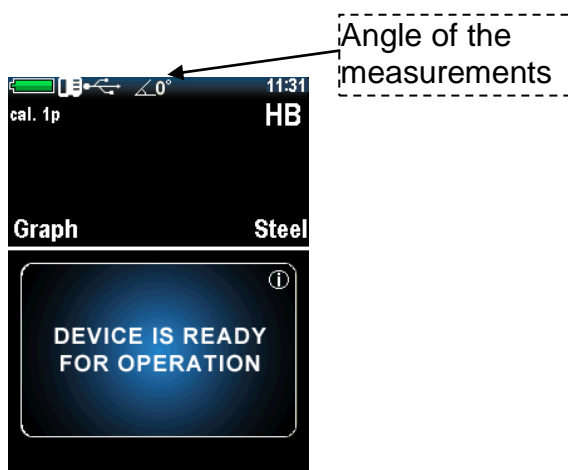 Angle of the
measurements
0° 11:31
cal. 1p HB
Graph Steel
i
DEVICE IS READY
FOR OPERATION